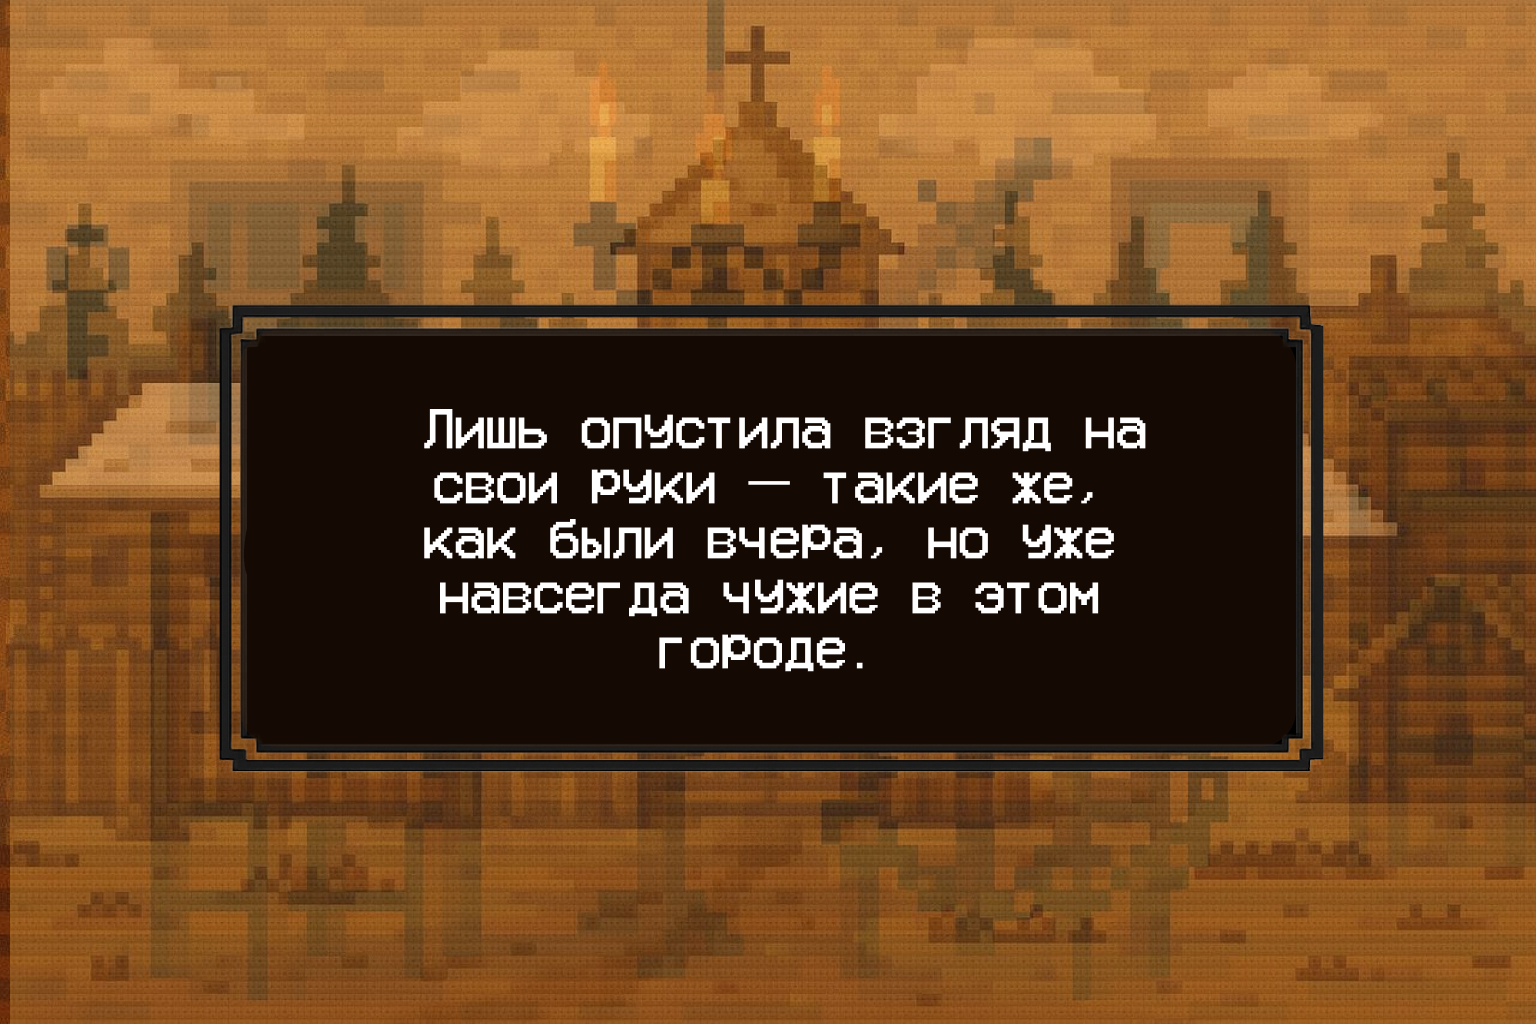 Лишь опустила взгляд на
свои руки — такие же,
как были вчера, но уже
навсегда чужие в этом
городе.